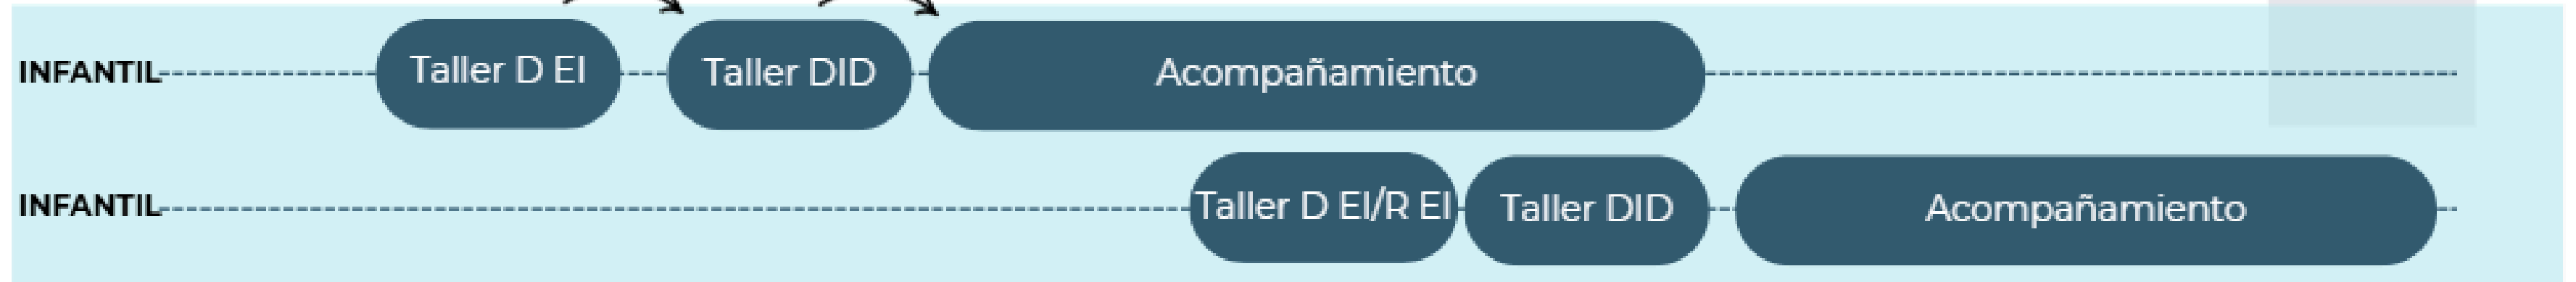 INFANTIL Taller D EI Taller DID Acompañamiento
INFANTIL Taller D EI/R EI Taller DID Acompañamiento